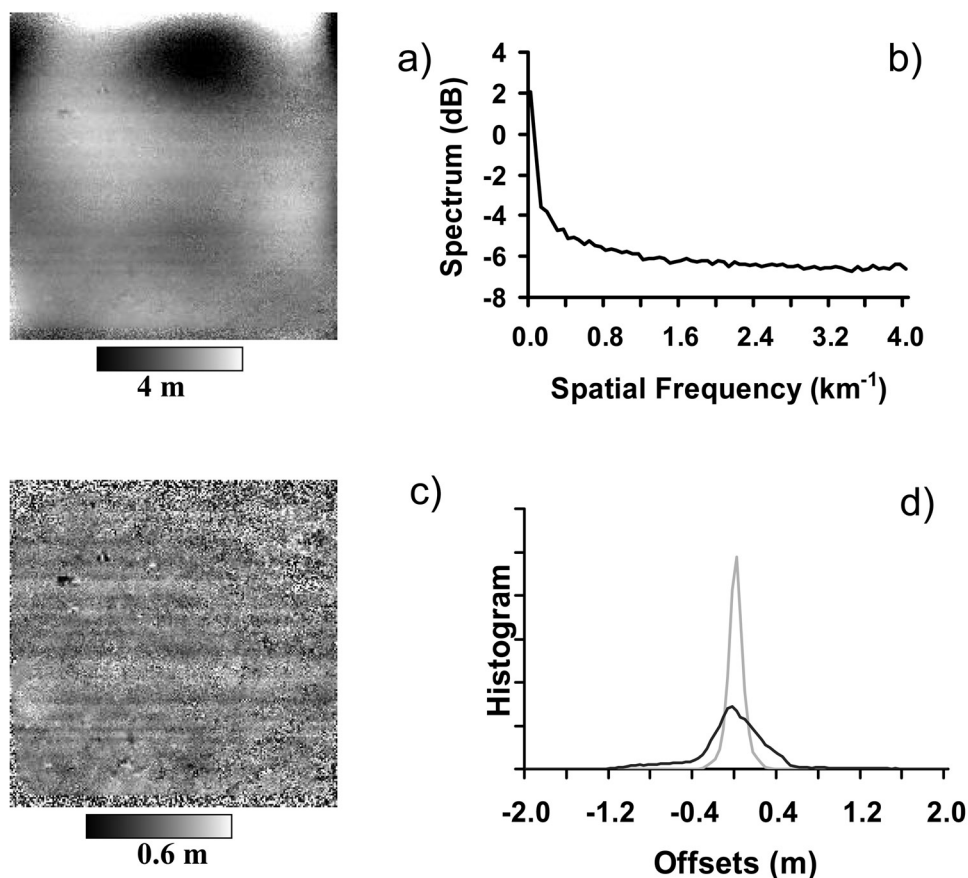 a)
4 m
b)
4
2
0
-2
-4
-6
-8
Spectrum (dB)
0.0 0.8 1.6 2.4 3.2 4.0
Spatial Frequency (km-1)
c)
0.6 m
d)
Histogram
-2.0 -1.2 -0.4 0.4 1.2 2.0
Offsets (m)